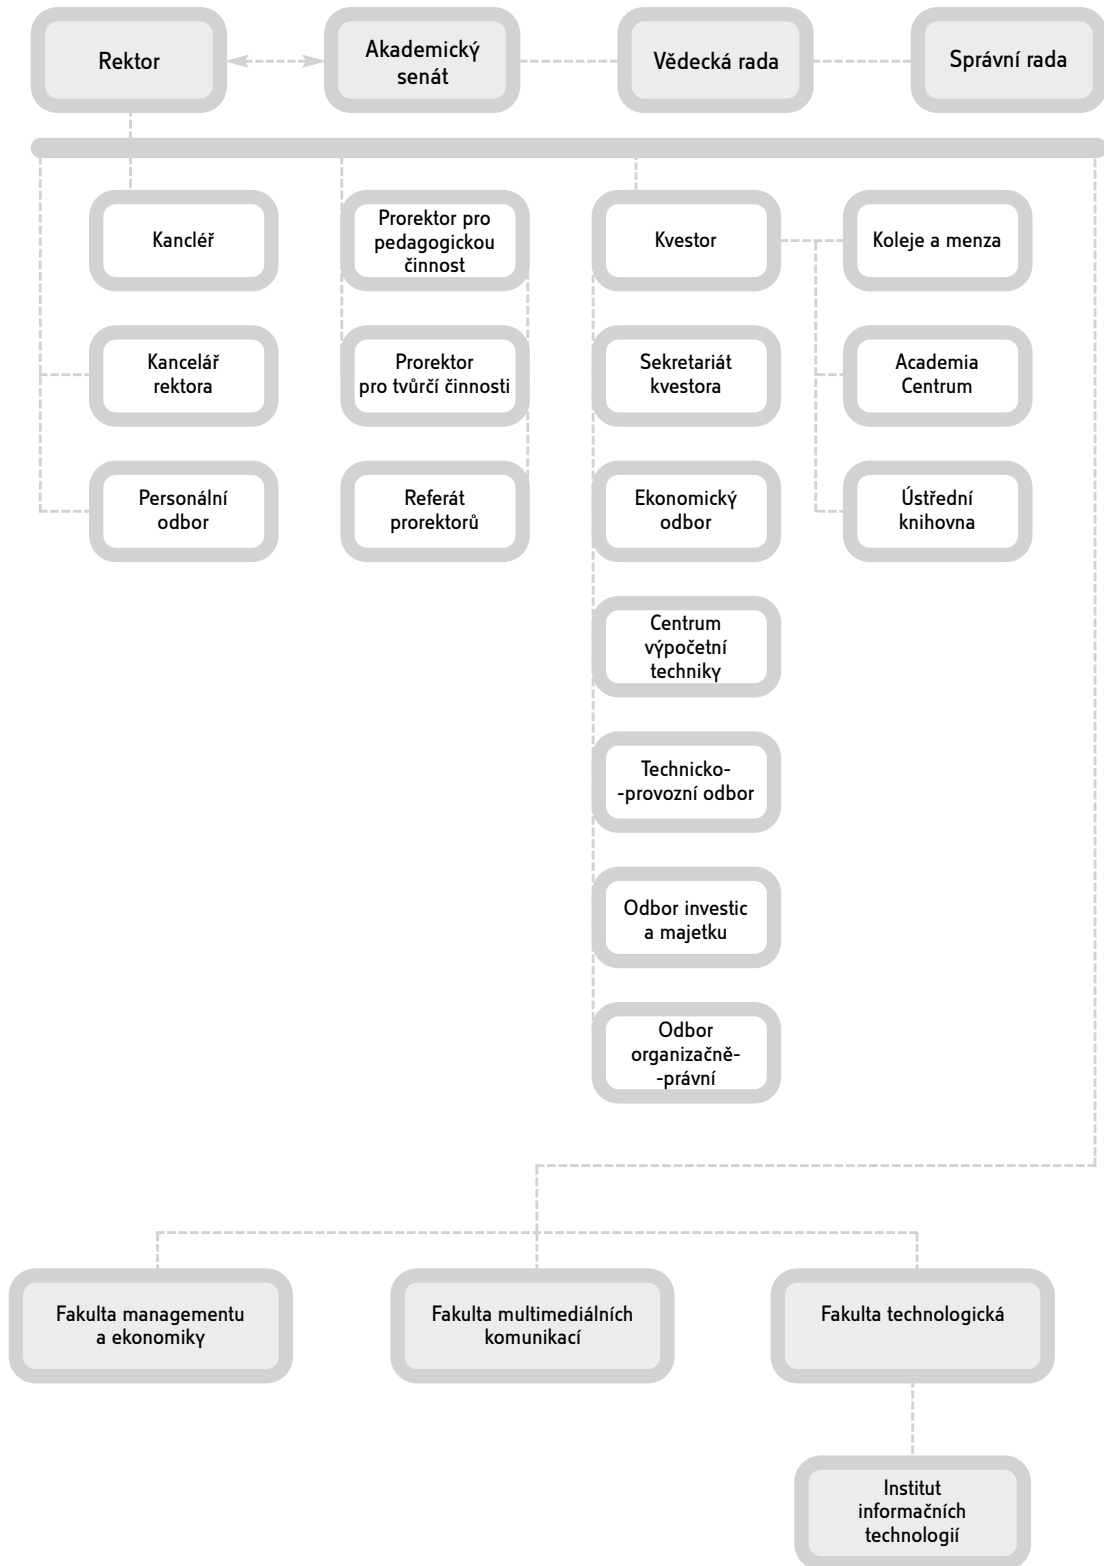 Rektor
Akademický
senát
Vědecká rada
Správní rada
Kancléř
Prorektor pro
pedagogickou
činnost
Kvestor
Koleje a menza
Kancelář
rektora
Prorektor
pro tvůrčí činnosti
Sekretariát
kvestora
Academia
Centrum
Personální
odbor
Referát
prorektorů
Ekonomický
odbor
Ústřední
knihovna
Centrum
výpočetní
techniky
Technicko-
-provozní odbor
Odbor investic
a majetku
Odbor
organizačně-
-právní
Fakulta managementu
a ekonomiky
Fakulta multimediálních
komunikací
Fakulta technologická
Institut
informačních
technologií